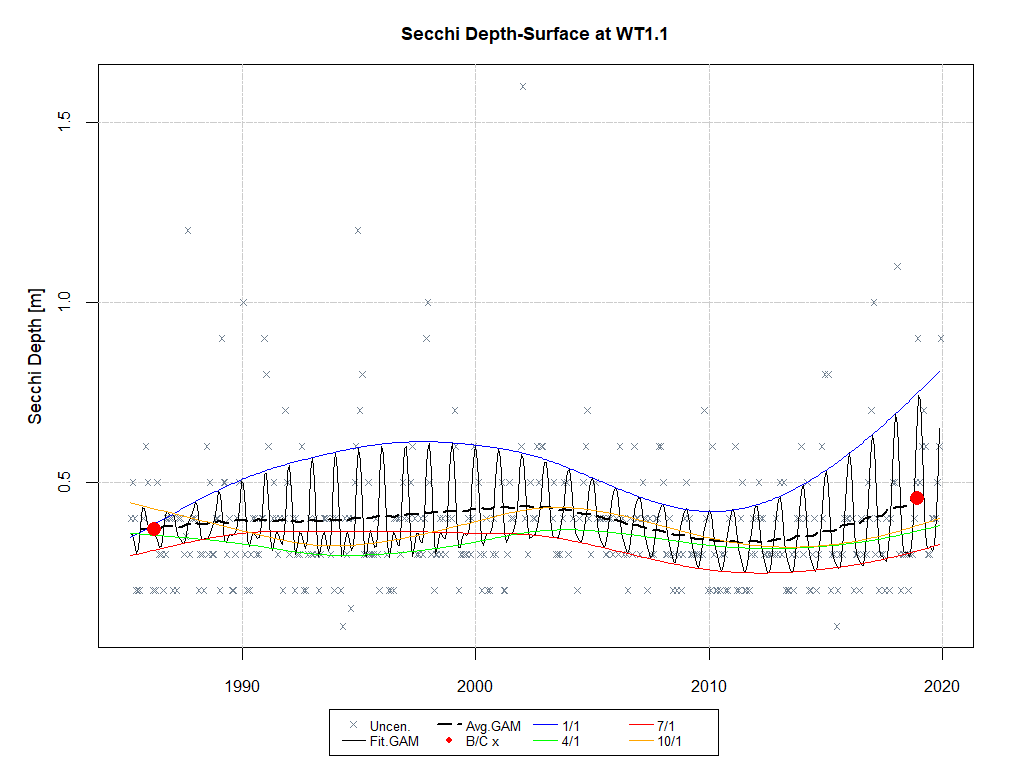 Secchi Depth-Surface at WT1.1
Secchi Depth [m]
1.5
1.0
0.5
1990 2000 2010 2020
Uncen. Avg.GAM 1/1 7/1
Fit.GAM B/C x 4/1 10/1